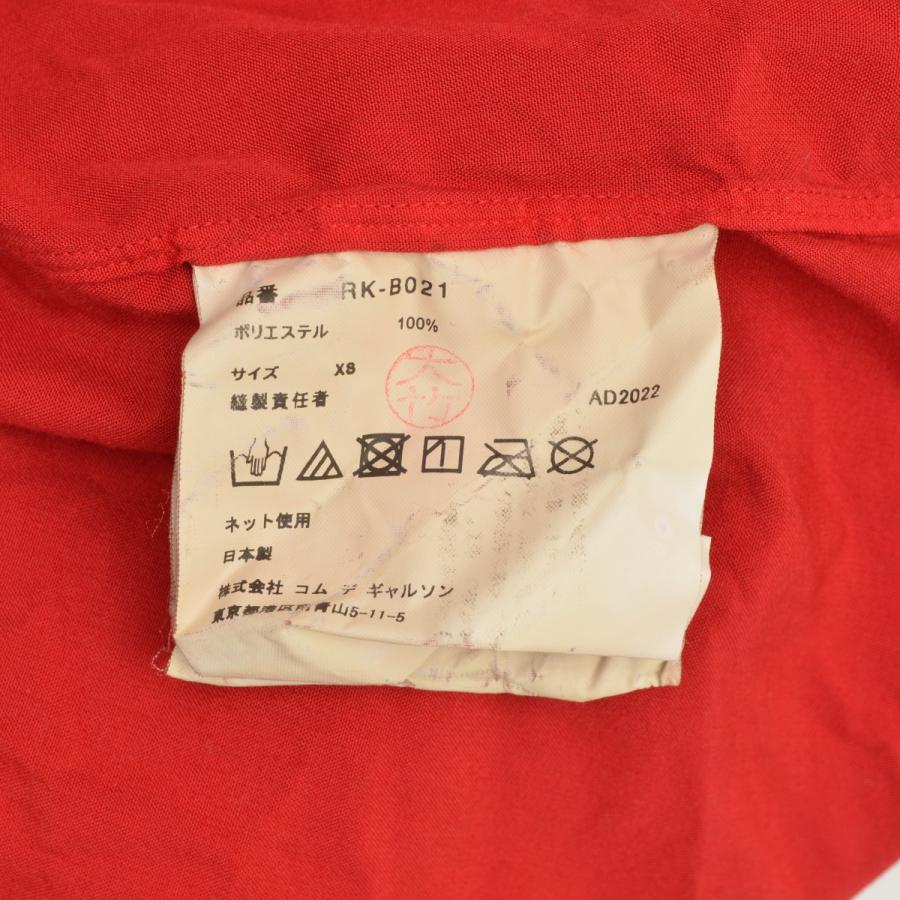 品番 RK-B021
ポリエステル 100%
サイズ XS
縫製責任者 大竹 AD2022
ネット使用
日本製
株式会社 コム デ ギャルソン
東京都港区南青山5-11-5